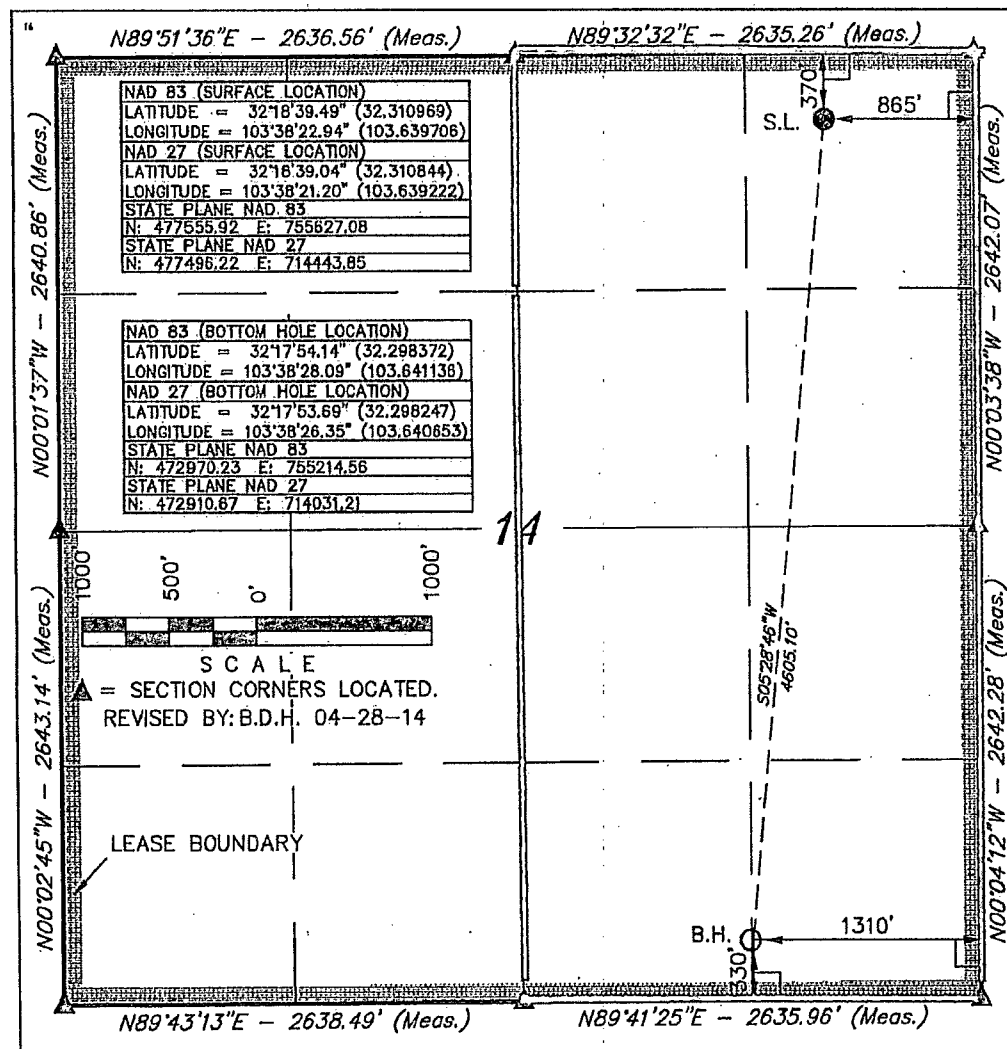 16
N89°51'36"E - 2636.56' (Meas.)
N89°32'32"E - 2635.26' (Meas.)
NAD 83 (SURFACE LOCATION)
LATITUDE = 32°18'39.49" (32.310969)
LONGITUDE = 103°38'22.94" (103.639706)
NAD 27 (SURFACE LOCATION)
LATITUDE = 32°18'39.04" (32.310844)
LONGITUDE = 103°38'21.20" (103.639222)
STATE PLANE NAD 83
N: 477555.92 E: 755627.08
STATE PLANE NAD 27
N: 477496.22 E: 714443.85
370'
865'
S.L.
N00°01'37"W - 2640.86' (Meas.)
N00°03'38"W - 2642.07' (Meas.)
NAD 83 (BOTTOM HOLE LOCATION)
LATITUDE = 32°17'54.14" (32.298372)
LONGITUDE = 103°38'28.09" (103.641138)
NAD 27 (BOTTOM HOLE LOCATION)
LATITUDE = 32°17'53.69" (32.298247)
LONGITUDE = 103°38'26.35" (103.640653)
STATE PLANE NAD 83
N: 472970.23 E: 755214.56
STATE PLANE NAD 27
N: 472910.67 E: 714031.21
14
1000' 500' 0' 1000'
SCALE
= SECTION CORNERS LOCATED.
REVISED BY: B.D.H. 04-28-14
S05°28'46"W
4605.10'
N00°02'45"W - 2643.14' (Meas.)
N00°04'12"W - 2642.28' (Meas.)
LEASE BOUNDARY
B.H.
1310'
330'
N89°43'13"E - 2638.49' (Meas.)
N89°41'25"E - 2635.96' (Meas.)